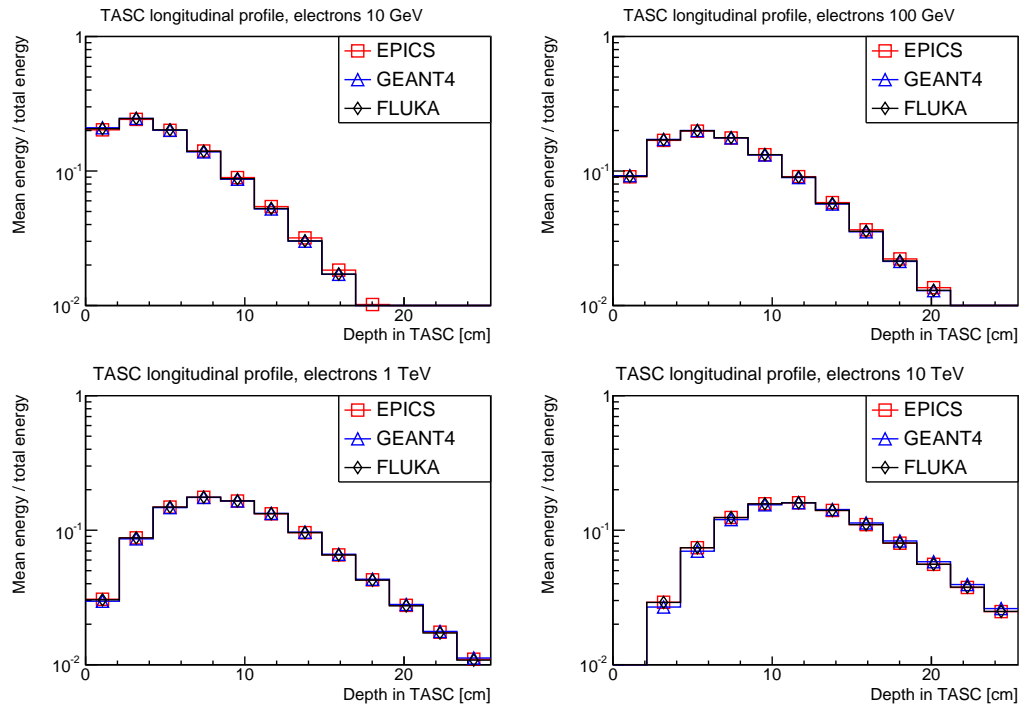 TASC longitudinal profile, electrons 10 GeV
Mean energy / total energy
1
10⁻¹
10⁻²
EPICS
GEANT4
FLUKA
0 10 20
Depth in TASC [cm]
TASC longitudinal profile, electrons 100 GeV
Mean energy / total energy
1
10⁻¹
10⁻²
EPICS
GEANT4
FLUKA
0 10 20
Depth in TASC [cm]
TASC longitudinal profile, electrons 1 TeV
Mean energy / total energy
1
10⁻¹
10⁻²
EPICS
GEANT4
FLUKA
0 10 20
Depth in TASC [cm]
TASC longitudinal profile, electrons 10 TeV
Mean energy / total energy
1
10⁻¹
10⁻²
EPICS
GEANT4
FLUKA
0 10 20
Depth in TASC [cm]